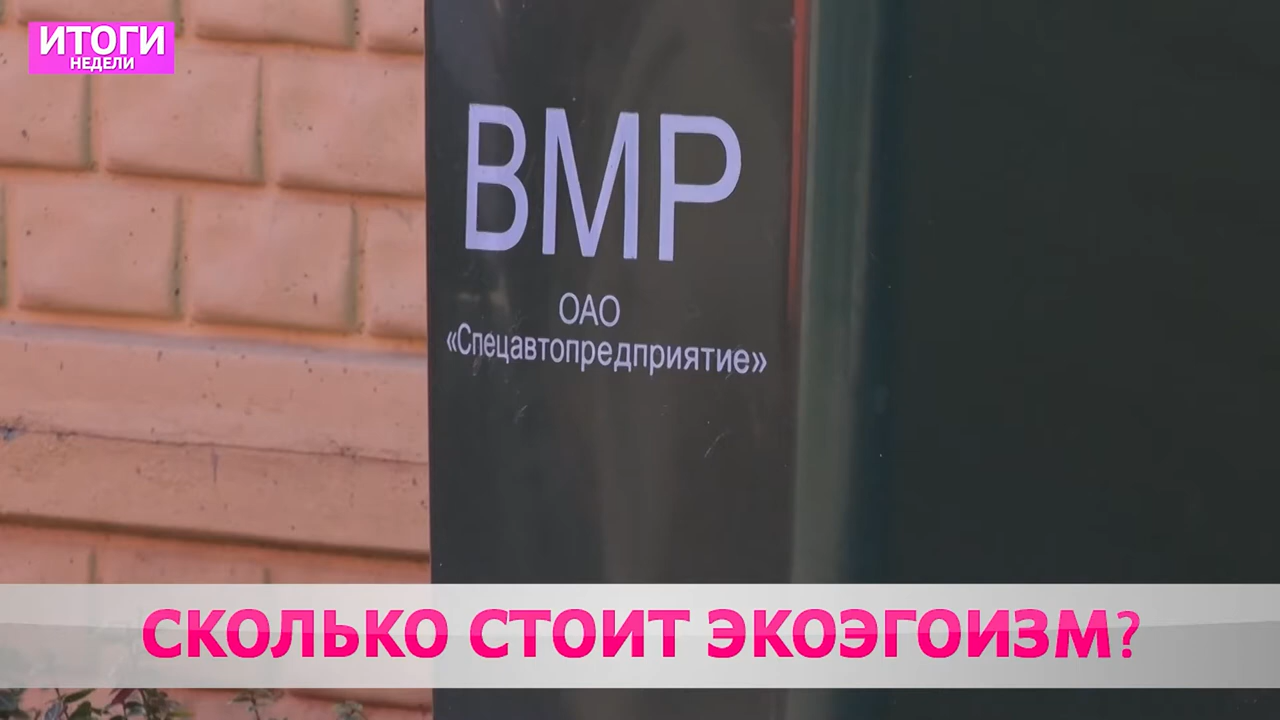 ИТОГИ
НЕДЕЛИ
ВМР
ОАО
«Спецавтопредприятие»
СКОЛЬКО СТОИТ ЭКОЭГОИЗМ?